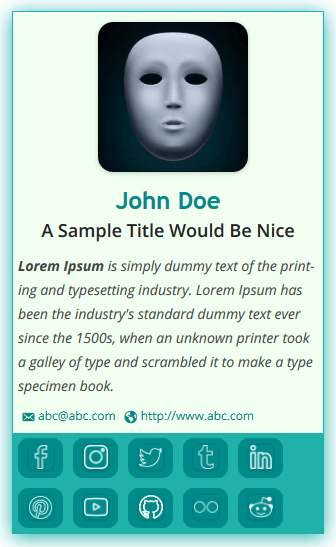 John Doe
A Sample Title Would Be Nice
Lorem Ipsum is simply dummy text of the print-
ing and typesetting industry. Lorem Ipsum has
been the industry's standard dummy text ever
since the 1500s, when an unknown printer took
a galley of type and scrambled it to make a type
specimen book.
abc@abc.com http://www.abc.com